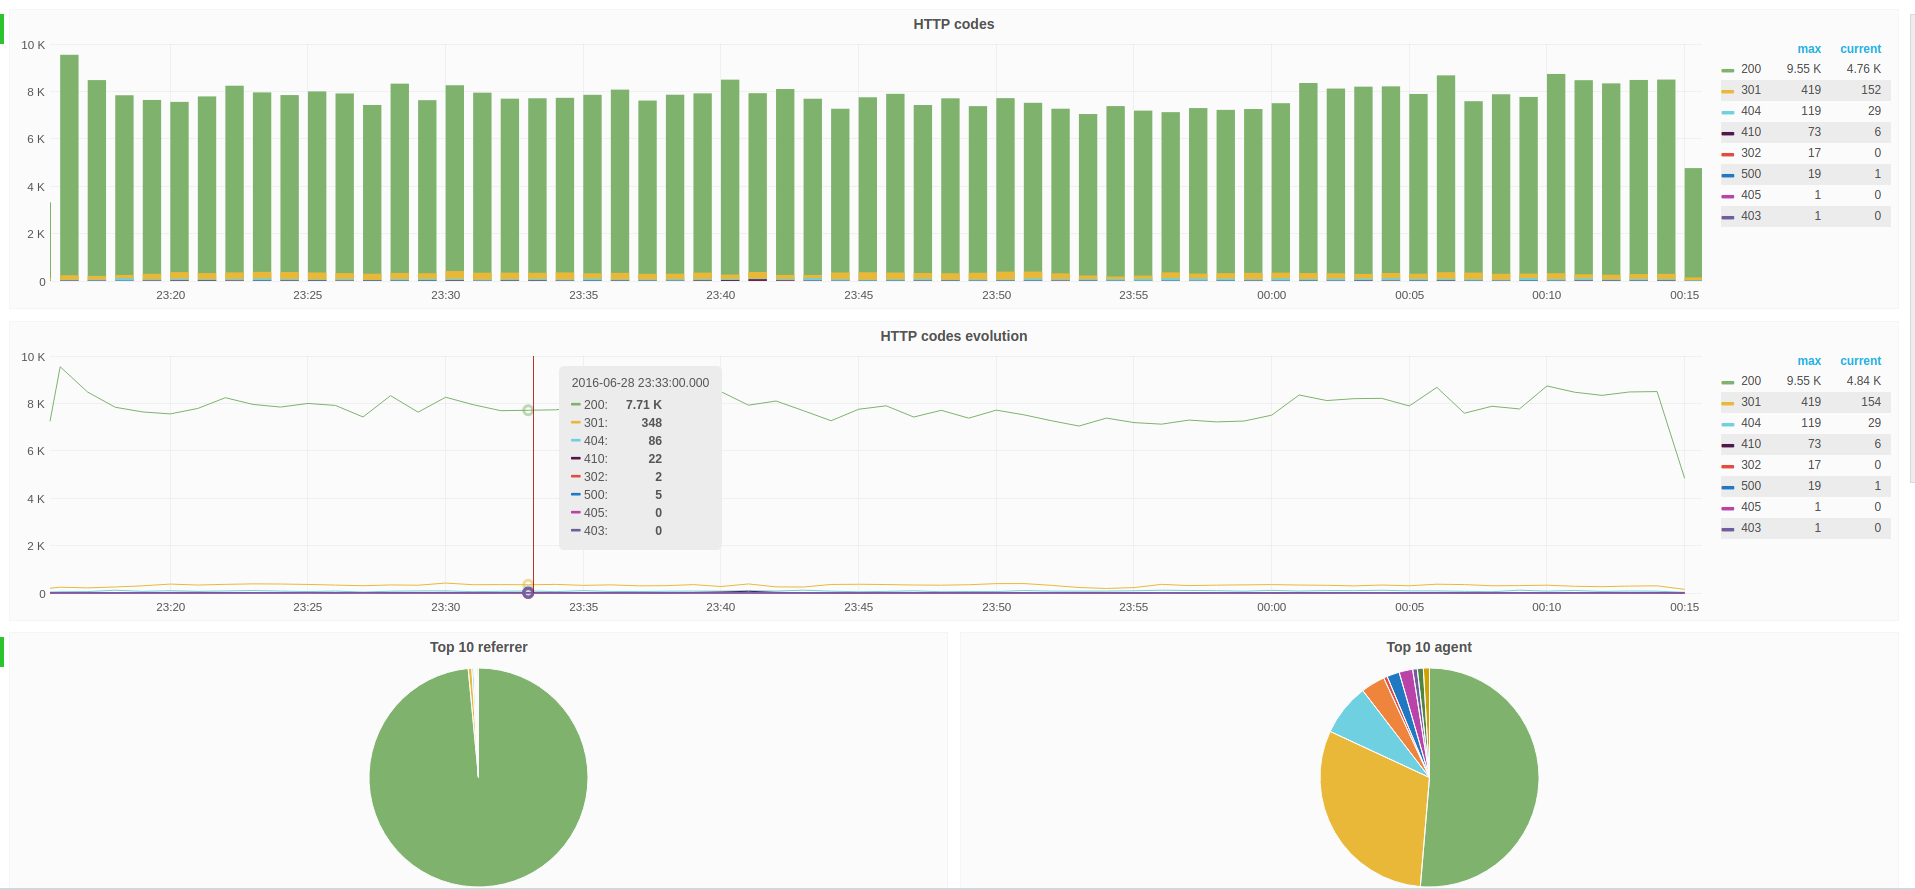 HTTP codes
10 K
8 K
6 K
4 K
2 K
0
23:20 23:25 23:30 23:35 23:40 23:45 23:50 23:55 00:00 00:05 00:10 00:15
max current
200 9.55 K 4.76 K
301 419 152
404 119 29
410 73 6
302 17 0
500 19 1
405 1 0
403 1 0
HTTP codes evolution
10 K
8 K
6 K
4 K
2 K
0
23:20 23:25 23:30 23:35 23:40 23:45 23:50 23:55 00:00 00:05 00:10 00:15
2016-06-28 23:33:00.000
200: 7.71 K
301: 348
404: 86
410: 22
302: 2
500: 5
405: 0
403: 0
max current
200 9.55 K 4.84 K
301 419 154
404 119 29
410 73 6
302 17 0
500 19 1
405 1 0
403 1 0
Top 10 referrer
Top 10 agent